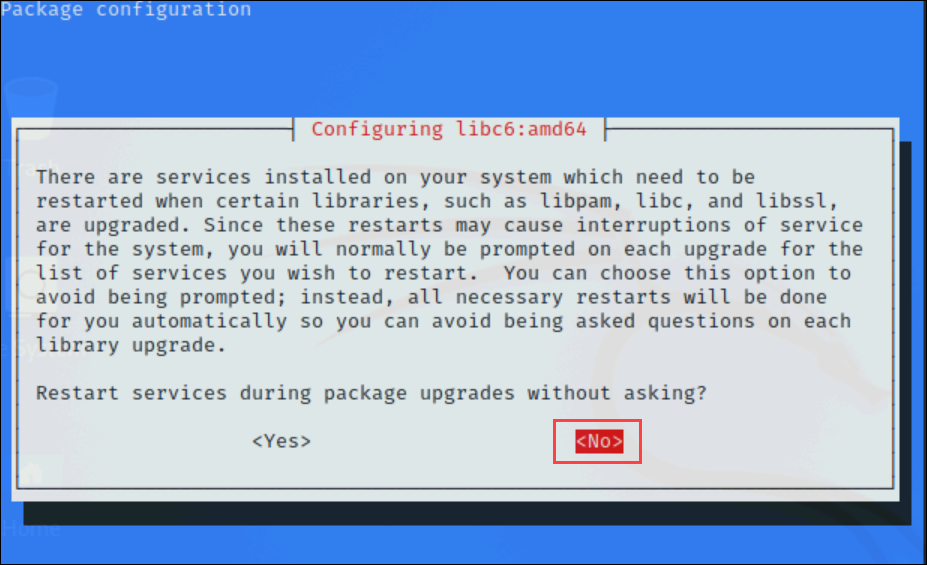 Package configuration
Configuring libc6:amd64
There are services installed on your system which need to be
restarted when certain libraries, such as libpam, libc, and libssl,
are upgraded. Since these restarts may cause interruptions of service
for the system, you will normally be prompted on each upgrade for the
list of services you wish to restart.  You can choose this option to
avoid being prompted; instead, all necessary restarts will be done
for you automatically so you can avoid being asked questions on each
library upgrade.
Restart services during package upgrades without asking?
<Yes> <No>
Home